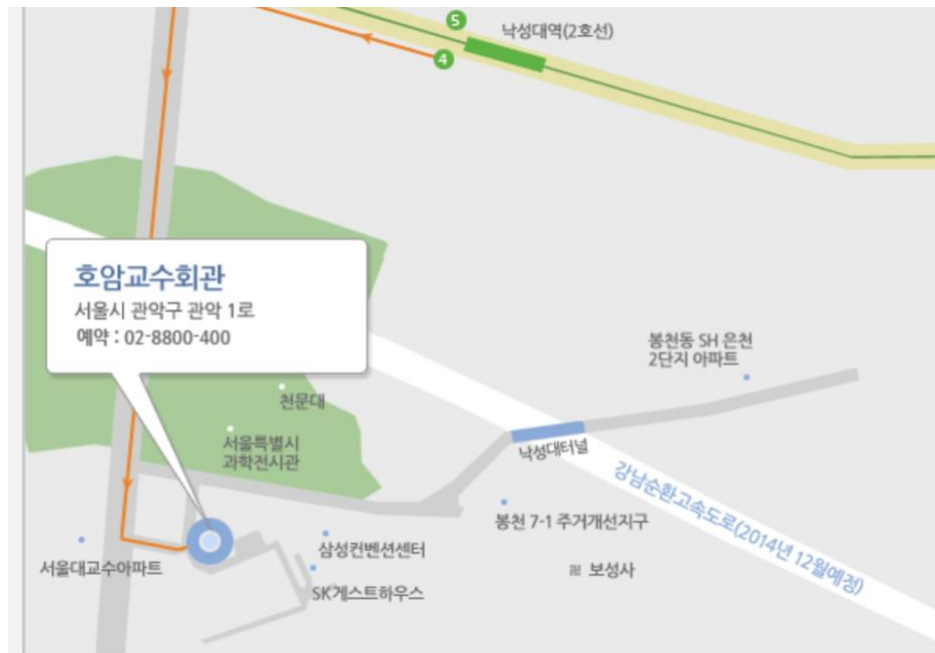 5
낙성대역(2호선)
4
호암교수회관
서울시 관악구 관악 1로
예약 : 02-8800-400
봉천동 SH 은천
2단지 아파트
천문대
서울특별시
과학전시관
낙성대터널
강남순환고속도로(2014년 12월예정)
봉천 7-1 주거개선지구
삼성컨벤션센터
서울대교수아파트
卍 보성사
SK게스트하우스